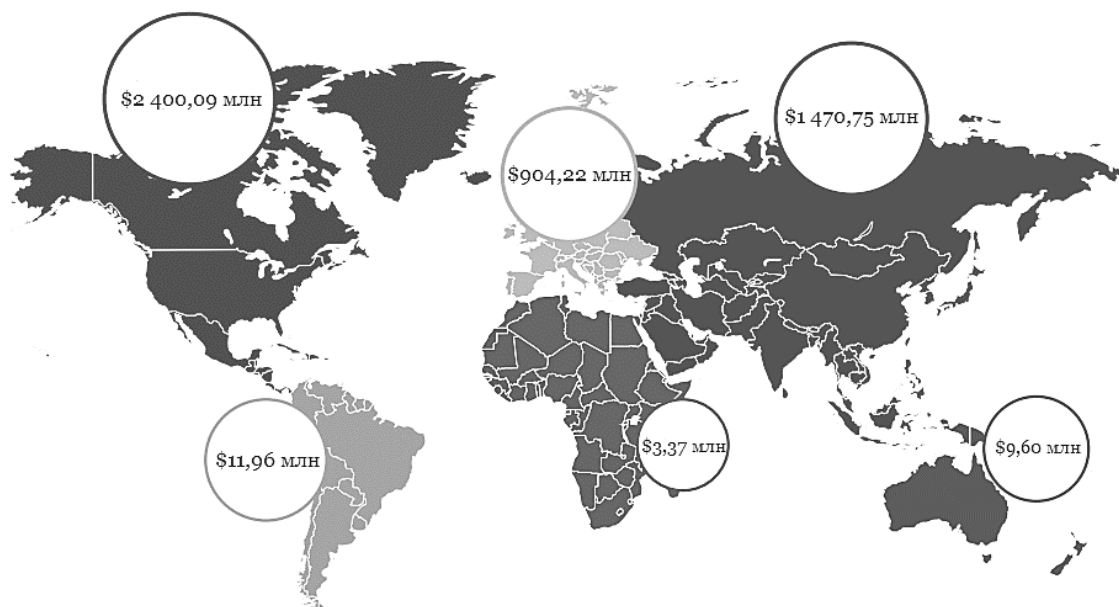 $2 400,09 млн
$1 470,75 млн
$904,22 млн
$11,96 млн
$3,37 млн
$9,60 млн